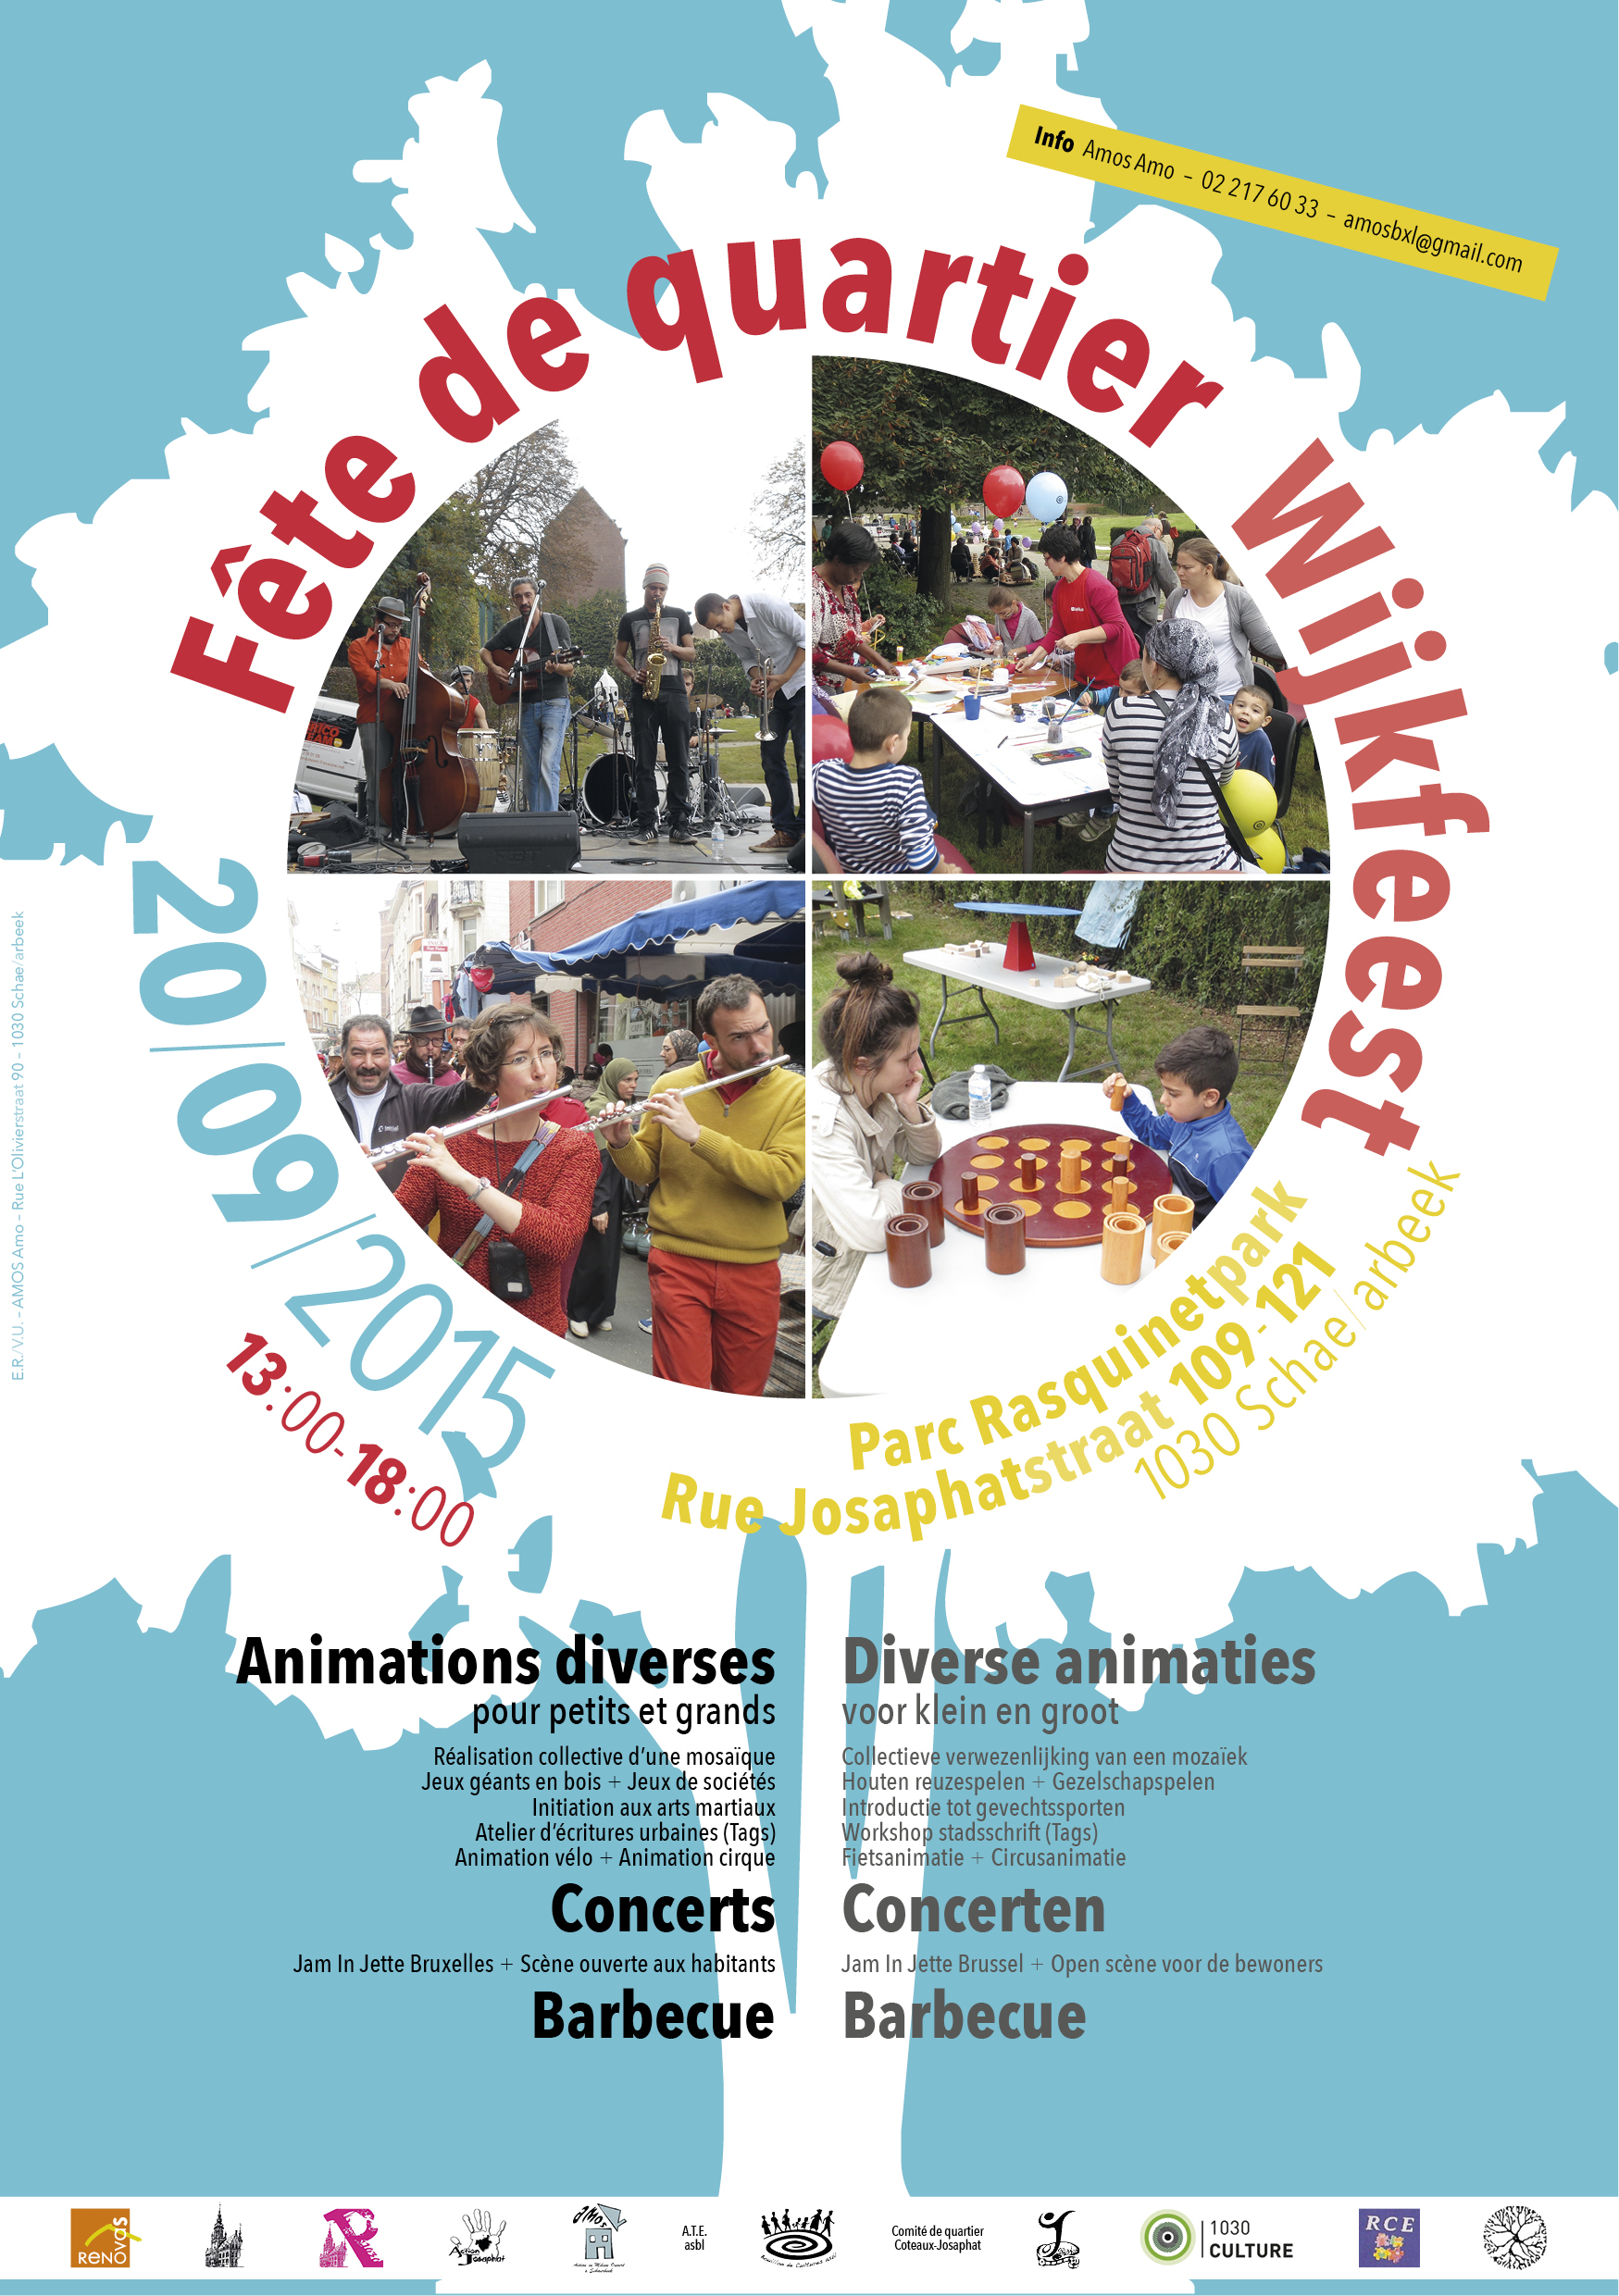 Info Amos Amo – 02 217 60 33 – amosbxl@gmail.com
Fête de quartier Wijkfeest
20/09/2015
13:00-18:00
Parc Rasquinetpark
Rue Josaphatstraat 109-121
1030 Schae/arbeek
E.R./V.U. – AMOS Amo – Rue L'Olivierstraat 90 – 1030 Schae/arbeek
Animations diverses
pour petits et grands
Réalisation collective d'une mosaïque
Jeux géants en bois + Jeux de sociétés
Initiation aux arts martiaux
Atelier d'écritures urbaines (Tags)
Animation vélo + Animation cirque
Concerts
Jam In Jette Bruxelles + Scène ouverte aux habitants
Barbecue
Diverse animaties
voor klein en groot
Collectieve verwezenlijking van een mozaïek
Houten reuzespelen + Gezelschapspelen
Introductie tot gevechtssporten
Workshop stadsschrift (Tags)
Fietsanimatie + Circusanimatie
Concerten
Jam In Jette Brussel + Open scène voor de bewoners
Barbecue
RENOVAS
R
Action Josaphat
AMOS
A.T.E.
asbl
Comité de quartier
Coteaux-Josaphat
1030
CULTURE
RCE